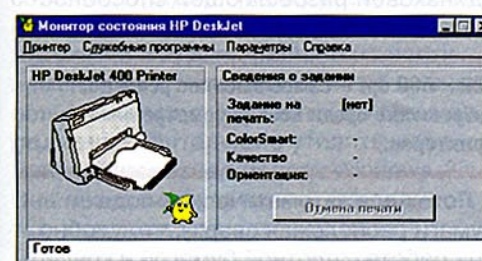 Монитор состояния HP DeskJet
Принтер Служебные программы Параметры Справка
HP DeskJet 400 Printer
Сведения о задании
Задание на [нет]
печать:
ColorSmart: -
Качество -
Ориентация: -
Отмена печати
Готов